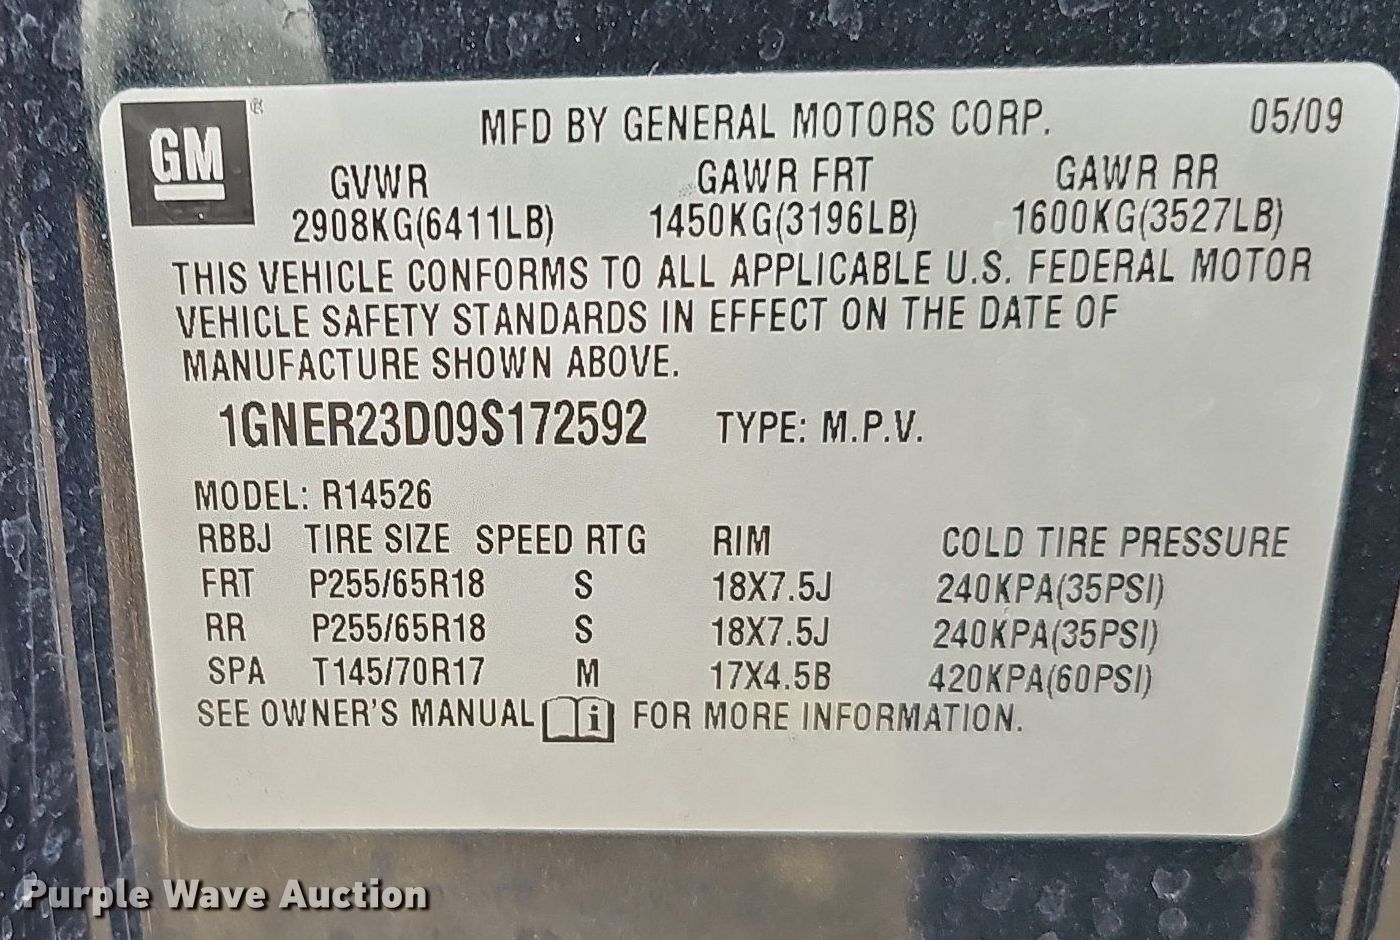 GM ®
MFD BY GENERAL MOTORS CORP. 05/09
GVWR GAWR FRT GAWR RR
2908KG(6411LB) 1450KG(3196LB) 1600KG(3527LB)
THIS VEHICLE CONFORMS TO ALL APPLICABLE U.S. FEDERAL MOTOR
VEHICLE SAFETY STANDARDS IN EFFECT ON THE DATE OF
MANUFACTURE SHOWN ABOVE.
1GNER23D09S172592 TYPE: M.P.V.
MODEL: R14526
RBBJ TIRE SIZE SPEED RTG RIM COLD TIRE PRESSURE
FRT P255/65R18 S 18X7.5J 240KPA(35PSI)
RR P255/65R18 S 18X7.5J 240KPA(35PSI)
SPA T145/70R17 M 17X4.5B 420KPA(60PSI)
SEE OWNER'S MANUAL i FOR MORE INFORMATION.
Purple Wave Auction